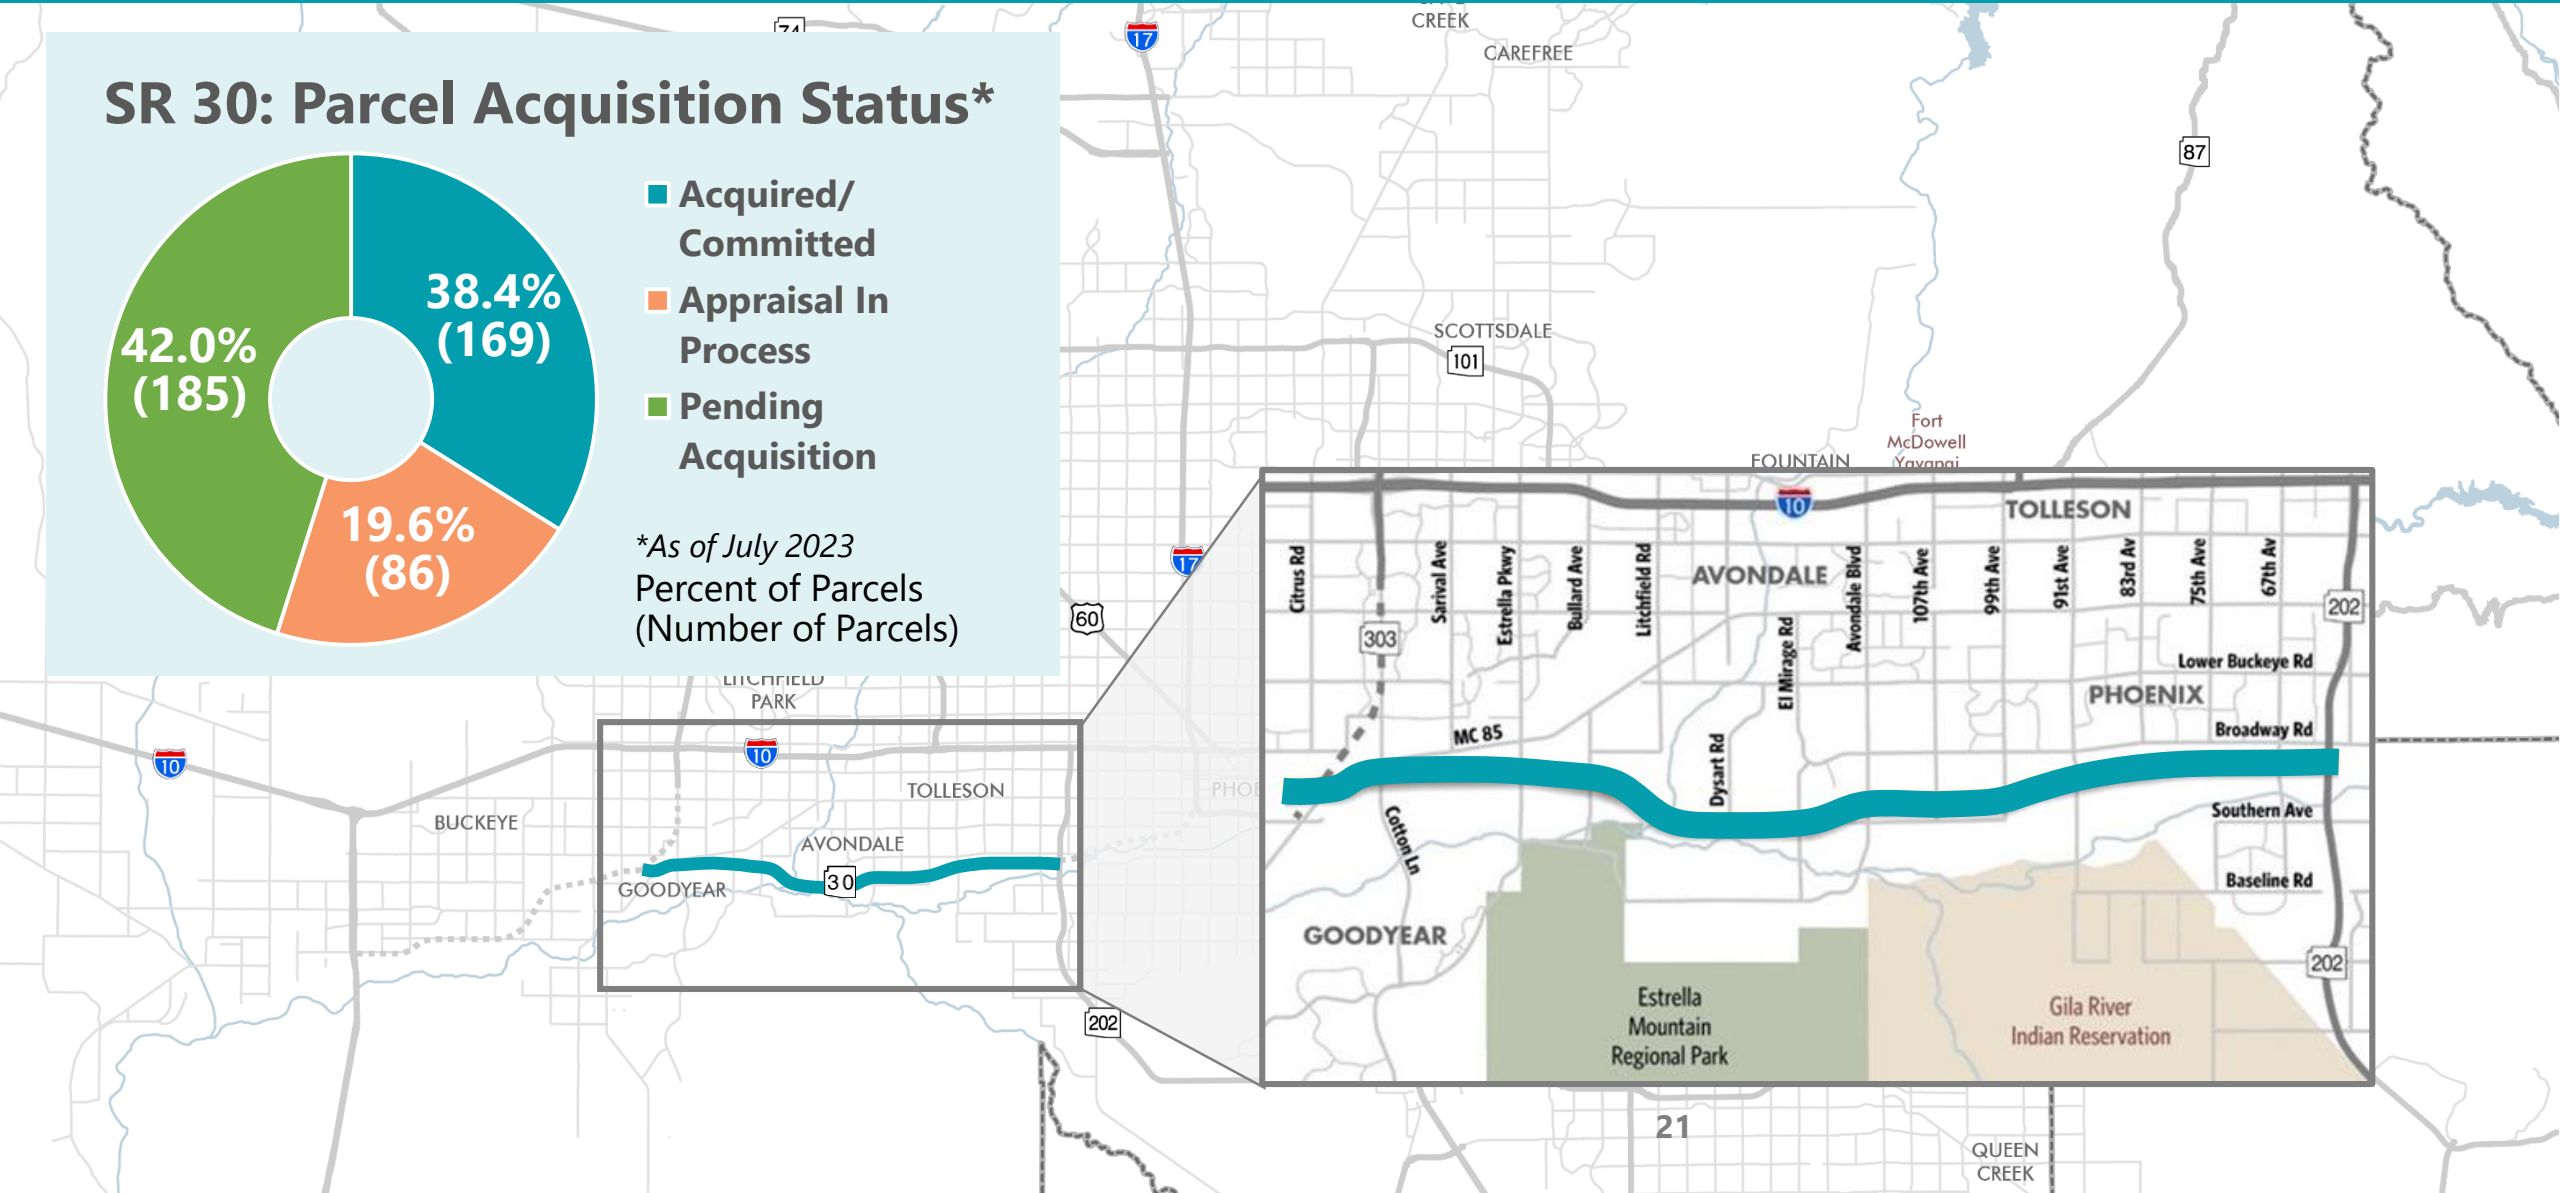 CREEK
CAREFREE
17
74
SR 30: Parcel Acquisition Status*
38.4%
(169)
42.0%
(185)
19.6%
(86)
Acquired/
Committed
Appraisal In
Process
Pending
Acquisition
*As of July 2023
Percent of Parcels
(Number of Parcels)
87
SCOTTSDALE
101
Fort
McDowell
Yavapai
FOUNTAIN
17
60
LITCHFIELD
PARK
10
10
BUCKEYE
TOLLESON
AVONDALE
30
GOODYEAR
202
PHOE
10
TOLLESON
AVONDALE
Citrus Rd
303
Sarival Ave
Estrella Pkwy
Bullard Ave
Litchfield Rd
El Mirage Rd
Avondale Blvd
107th Ave
99th Ave
91st Ave
83rd Av
75th Ave
67th Av
202
Lower Buckeye Rd
PHOENIX
Broadway Rd
MC 85
Dysart Rd
Cotton Ln
Southern Ave
Baseline Rd
GOODYEAR
202
Estrella
Mountain
Regional Park
Gila River
Indian Reservation
21
QUEEN
CREEK